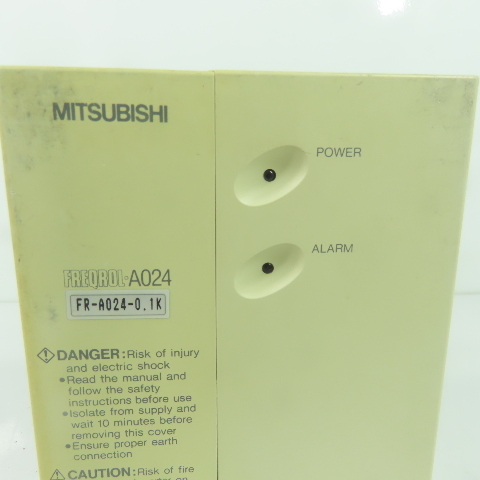 MITSUBISHI
POWER
ALARM
FREQROL-A024
FR-A024-0.1K
DANGER: Risk of injury
and electric shock
•Read the manual and
follow the safety
instructions before use
•Isolate from supply and
wait 10 minutes before
removing this cover
•Ensure proper earth
connection
CAUTION: Risk of fire